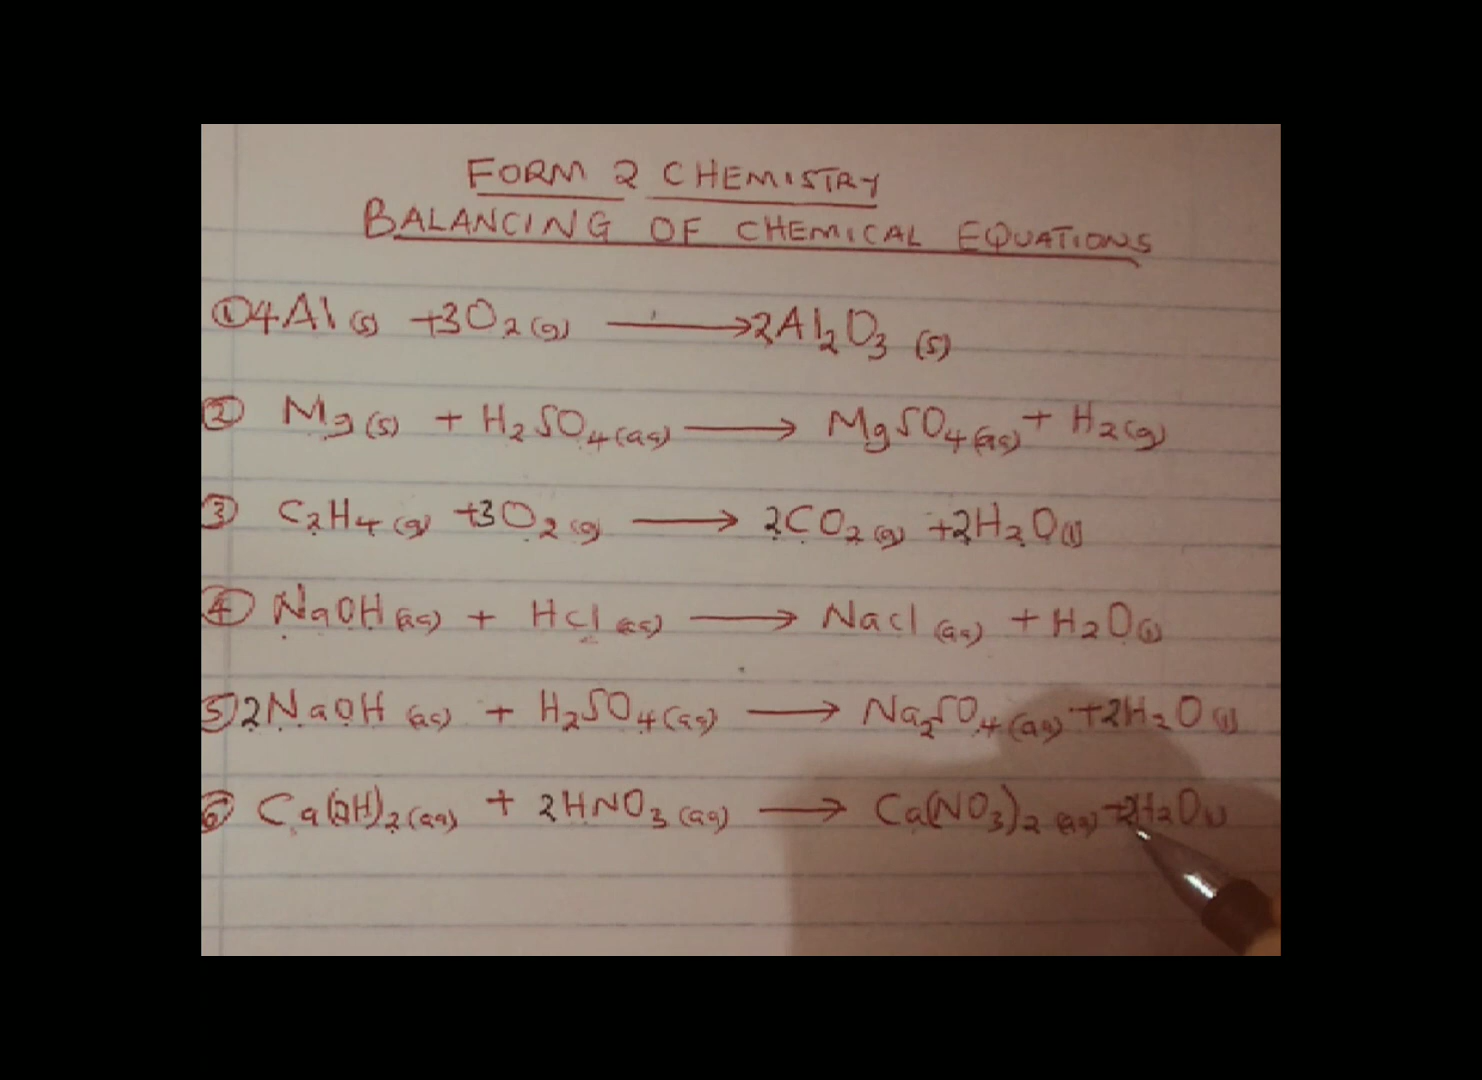 FORM 2 CHEMISTRY
BALANCING OF CHEMICAL EQUATIONS
① 4Al(s) +3O₂(g) ⟶ 2Al₂O₃ (s)
② Mg(s) + H₂SO₄(aq) ⟶ MgSO₄(aq) + H₂(g)
③ C₂H₄(g) +3O₂(g) ⟶ 2CO₂(g) +2H₂O(l)
④ NaOH(aq) + HCl(aq) ⟶ Nacl(aq) + H₂O(l)
⑤ 2NaOH(aq) + H₂SO₄(aq) ⟶ Na₂SO₄(aq) +2H₂O(l)
⑥ Ca(OH)₂(aq) + 2HNO₃(aq) ⟶ Ca(NO₃)₂(aq) +2H₂O(l)